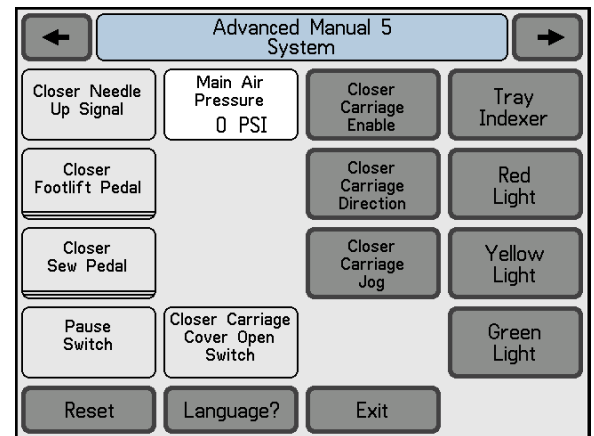 Advanced Manual 5
System
Closer Needle
Up Signal
Main Air
Pressure
0 PSI
Closer
Carriage
Enable
Tray
Indexer
Closer
Footlift Pedal
Closer
Carriage
Direction
Red
Light
Closer
Sew Pedal
Closer
Carriage
Jog
Yellow
Light
Pause
Switch
Closer Carriage
Cover Open
Switch
Green
Light
Reset
Language?
Exit